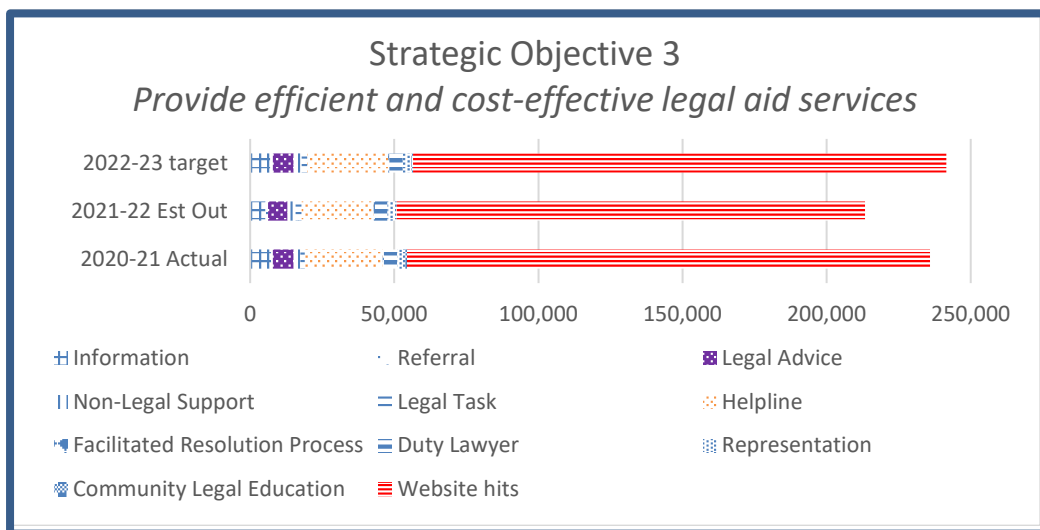 Strategic Objective 3
Provide efficient and cost-effective legal aid services
2022-23 target
2021-22 Est Out
2020-21 Actual
0 50,000 100,000 150,000 200,000 250,000
Information Referral Legal Advice
Non-Legal Support Legal Task Helpline
Facilitated Resolution Process Duty Lawyer Representation
Community Legal Education Website hits